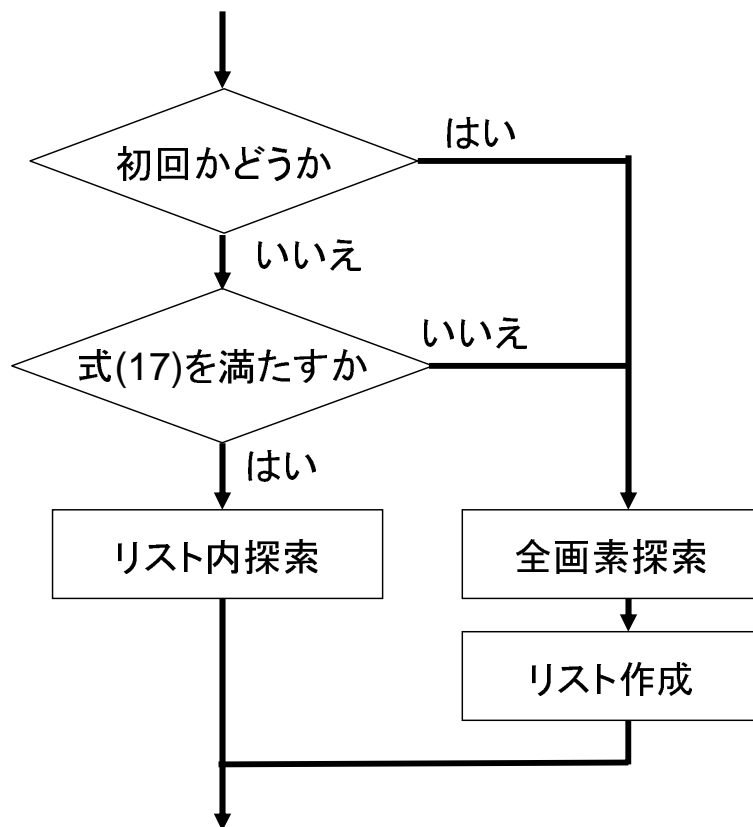 初回かどうか
はい
いいえ
式(17)を満たすか
いいえ
はい
リスト内探索
全画素探索
リスト作成